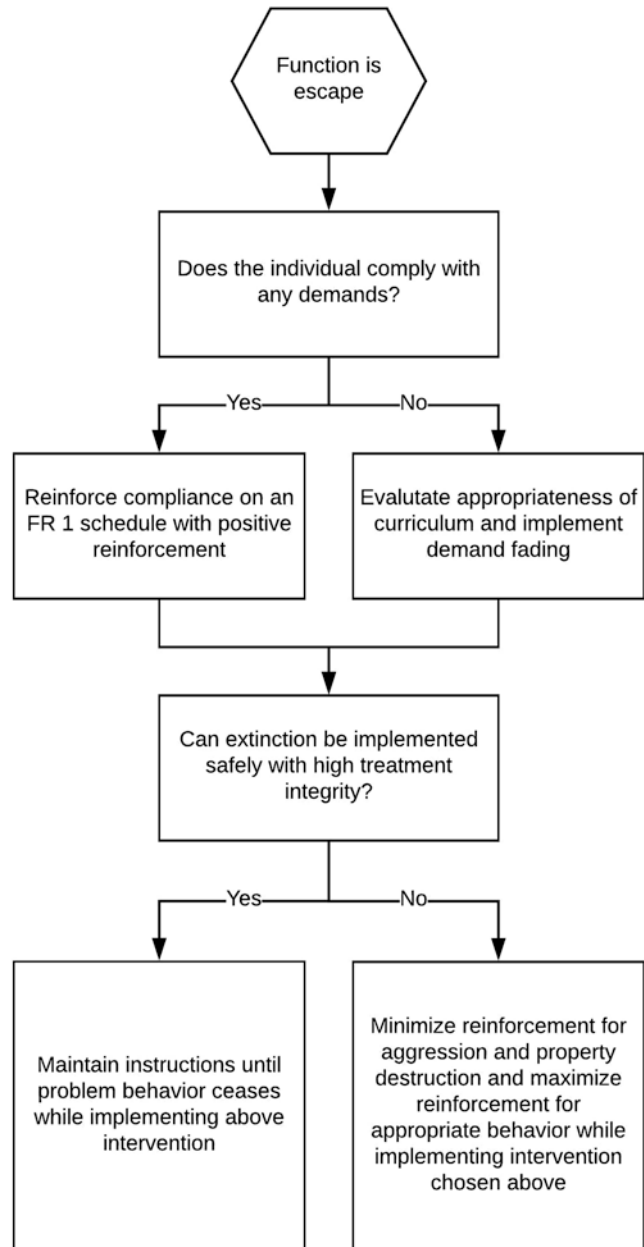 Function is
escape
Does the individual comply with
any demands?
Yes
No
Reinforce compliance on an
FR 1 schedule with positive
reinforcement
Evalutate appropriateness of
curriculum and implement
demand fading
Can extinction be implemented
safely with high treatment
integrity?
Yes
No
Maintain instructions until
problem behavior ceases
while implementing above
intervention
Minimize reinforcement for
aggression and property
destruction and maximize
reinforcement for
appropriate behavior while
implementing intervention
chosen above